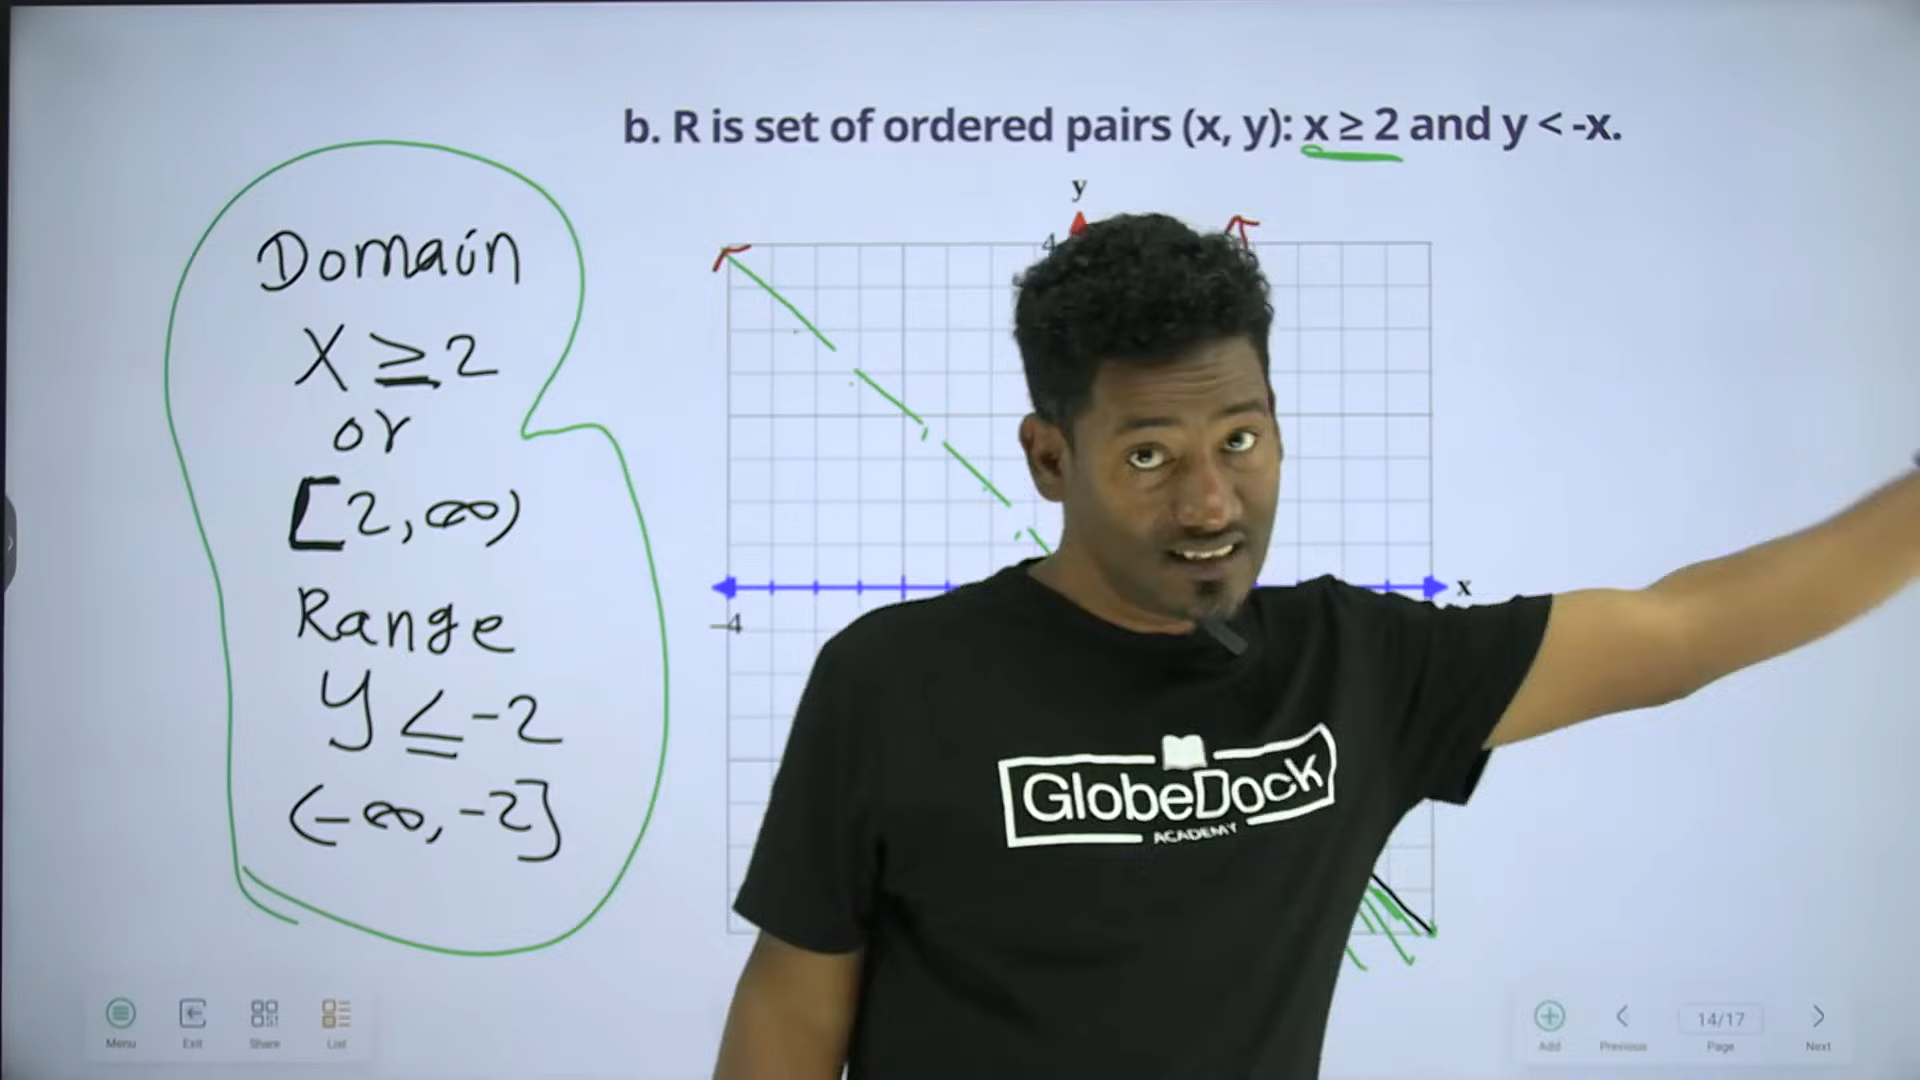 b. R is set of ordered pairs (x, y): x ≥ 2 and y < -x.
y
4
x
-4
Domain
X ≥ 2
or
[2, ∞)
Range
y ≤ -2
(-∞, -2]
GlobeDock
ACADEMY
Menu
Exit
Share
List
Add
Previous
14/17
Page
Next